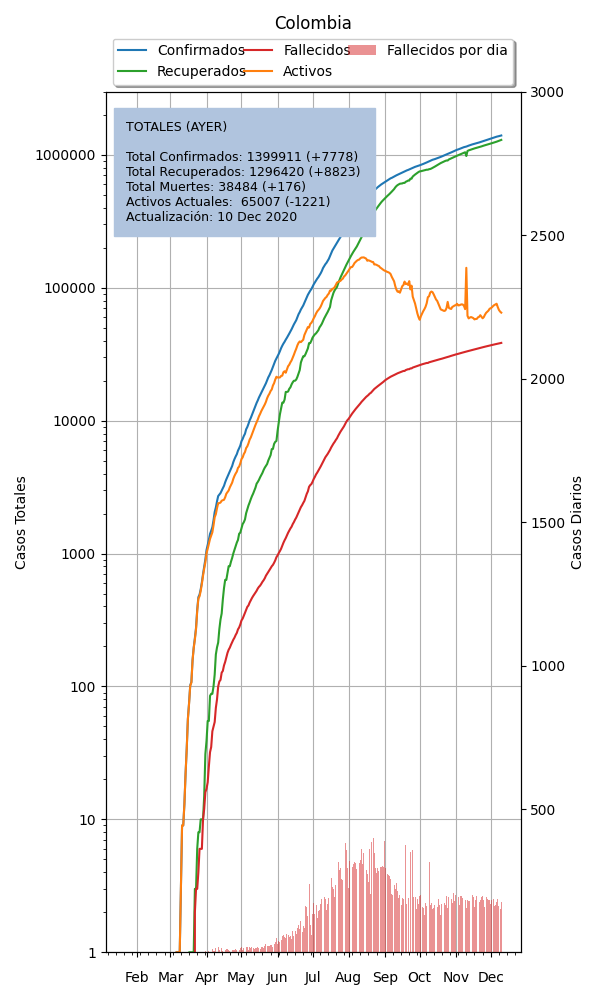 Colombia
Confirmados Fallecidos Fallecidos por dia
Recuperados Activos
3000
TOTALES (AYER)
Total Confirmados: 1399911 (+7778)
Total Recuperados: 1296420 (+8823)
Total Muertes: 38484 (+176)
Activos Actuales: 65007 (-1221)
Actualización: 10 Dec 2020
1000000
2500
100000
2000
10000
Casos Totales
Casos Diarios
1500
1000
1000
100
500
10
1
Feb Mar Apr May Jun Jul Aug Sep Oct Nov Dec